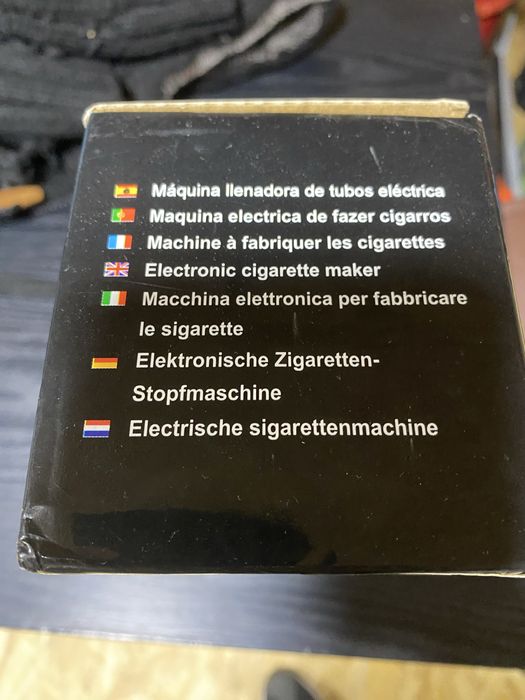 Máquina llenadora de tubos eléctrica
Maquina electrica de fazer cigarros
Machine à fabriquer les cigarettes
Electronic cigarette maker
Macchina elettronica per fabbricare
le sigarette
Elektronische Zigaretten-
Stopfmaschine
Electrische sigarettenmachine